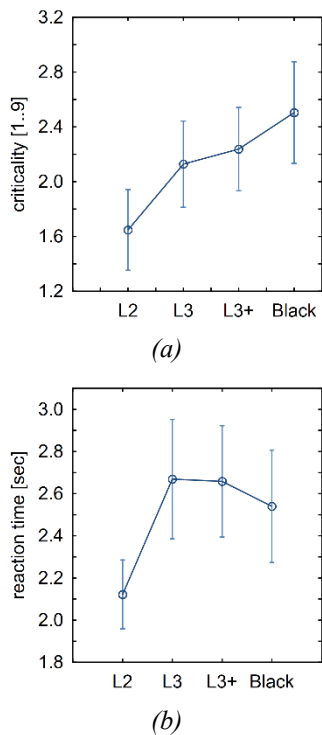 3.2
2.8
2.4
2.0
1.6
1.2
criticality [1..9]
L2 L3 L3+ Black
(a)
3.0
2.8
2.6
2.4
2.2
2.0
1.8
reaction time [sec]
L2 L3 L3+ Black
(b)